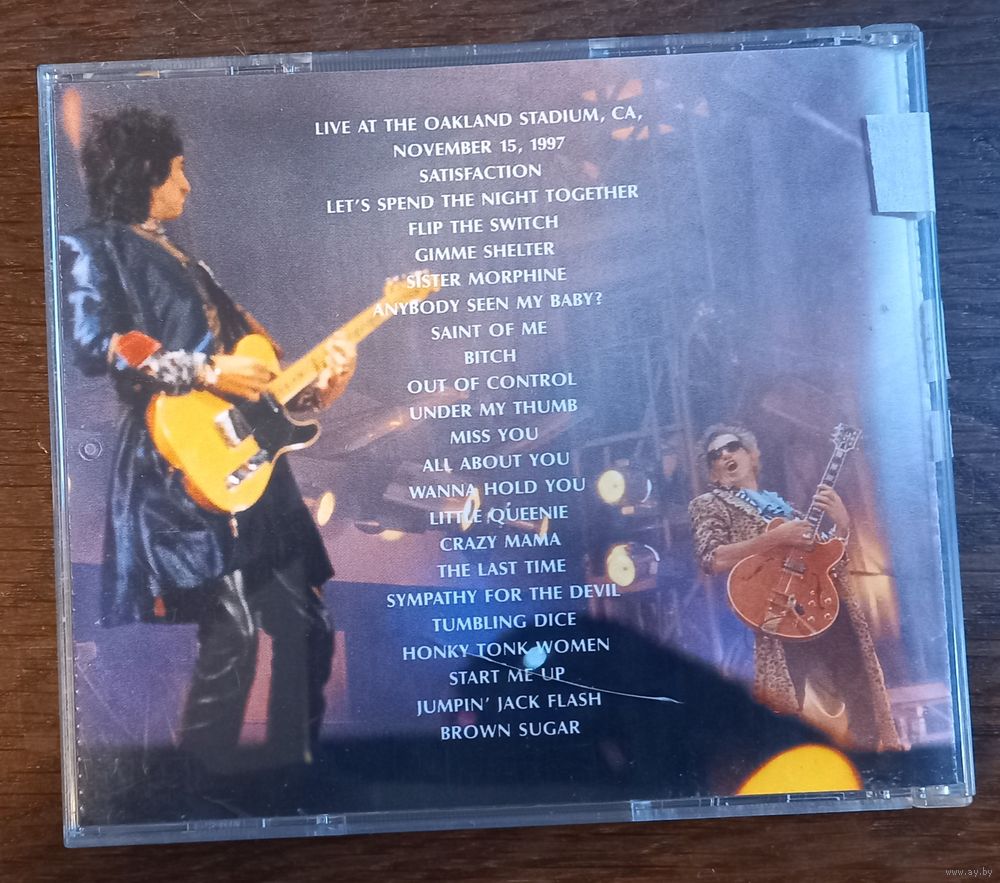 LIVE AT THE OAKLAND STADIUM, CA,
NOVEMBER 15, 1997
SATISFACTION
LET'S SPEND THE NIGHT TOGETHER
FLIP THE SWITCH
GIMME SHELTER
SISTER MORPHINE
ANYBODY SEEN MY BABY?
SAINT OF ME
BITCH
OUT OF CONTROL
UNDER MY THUMB
MISS YOU
ALL ABOUT YOU
WANNA HOLD YOU
LITTLE QUEENIE
CRAZY MAMA
THE LAST TIME
SYMPATHY FOR THE DEVIL
TUMBLING DICE
HONKY TONK WOMEN
START ME UP
JUMPIN' JACK FLASH
BROWN SUGAR
www.ay.by